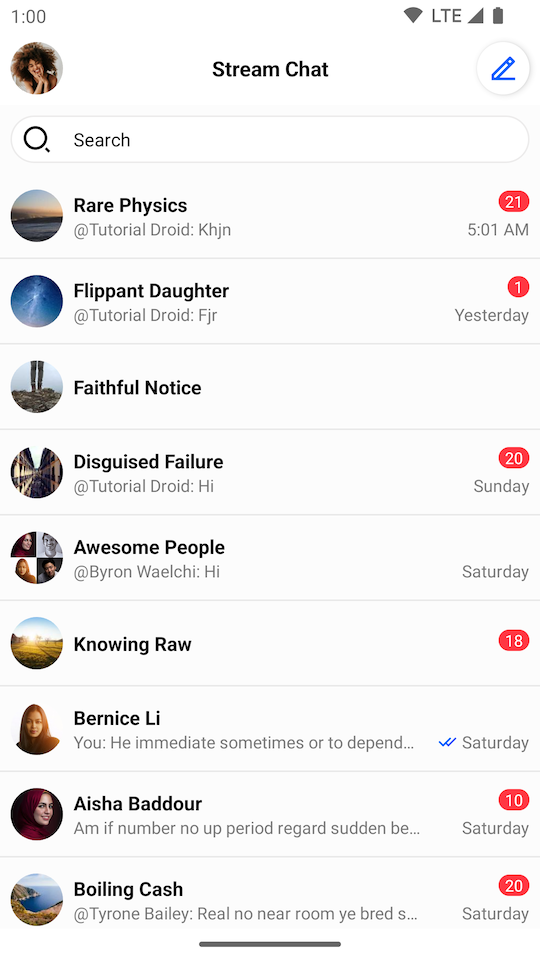 1:00 LTE
Stream Chat
Search
Rare Physics 21
@Tutorial Droid: Khjn 5:01 AM
Flippant Daughter 1
@Tutorial Droid: Fjr Yesterday
Faithful Notice
Disguised Failure 20
@Tutorial Droid: Hi Sunday
Awesome People
@Byron Waelchi: Hi Saturday
Knowing Raw 18
Bernice Li
You: He immediate sometimes or to depend... Saturday
Aisha Baddour 10
Am if number no up period regard sudden be... Saturday
Boiling Cash 20
@Tyrone Bailey: Real no near room ye bred s... Saturday